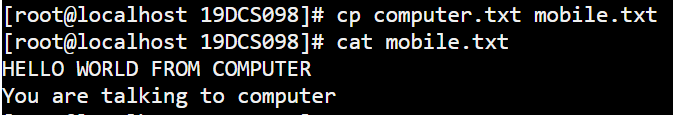 [root@localhost 19DCS098]# cp computer.txt mobile.txt
[root@localhost 19DCS098]# cat mobile.txt
HELLO WORLD FROM COMPUTER
You are talking to computer